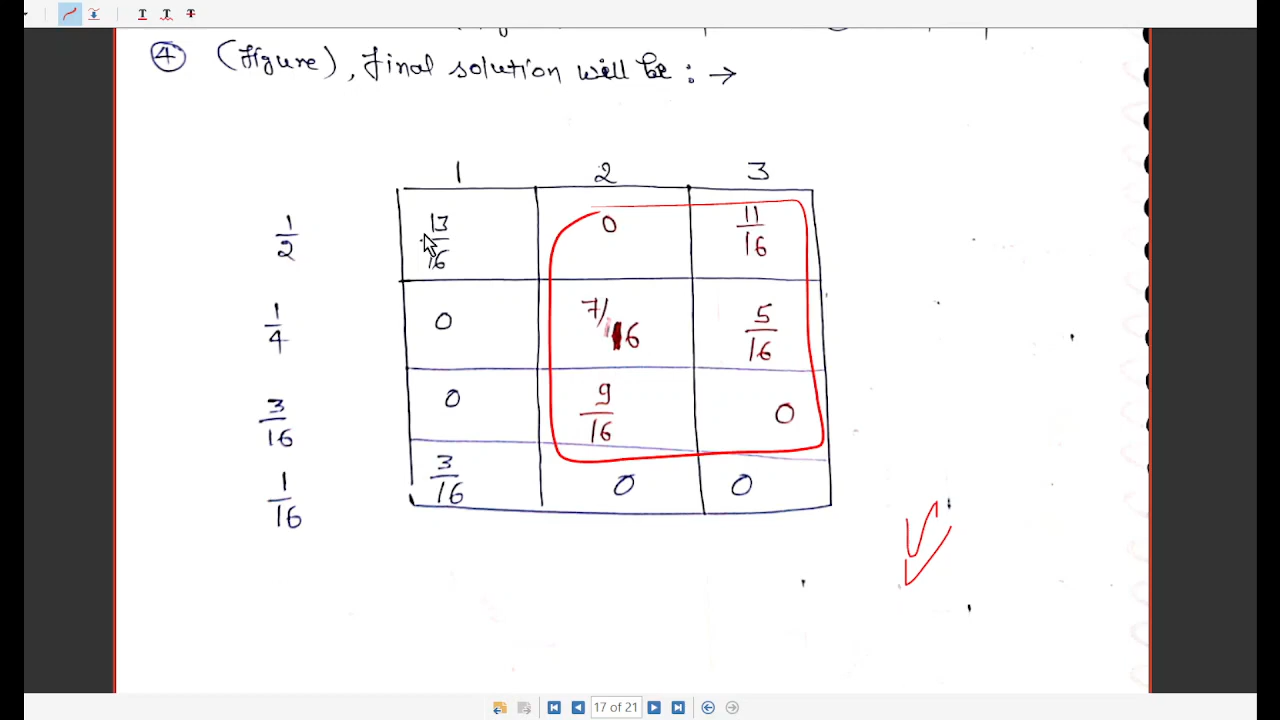 ④ (figure), final solution will be : →
1 2 3
1/2 13/16 0 11/16
1/4 0 7/16 5/16
3/16 0 9/16 0
1/16 3/16 0 0
17 of 21